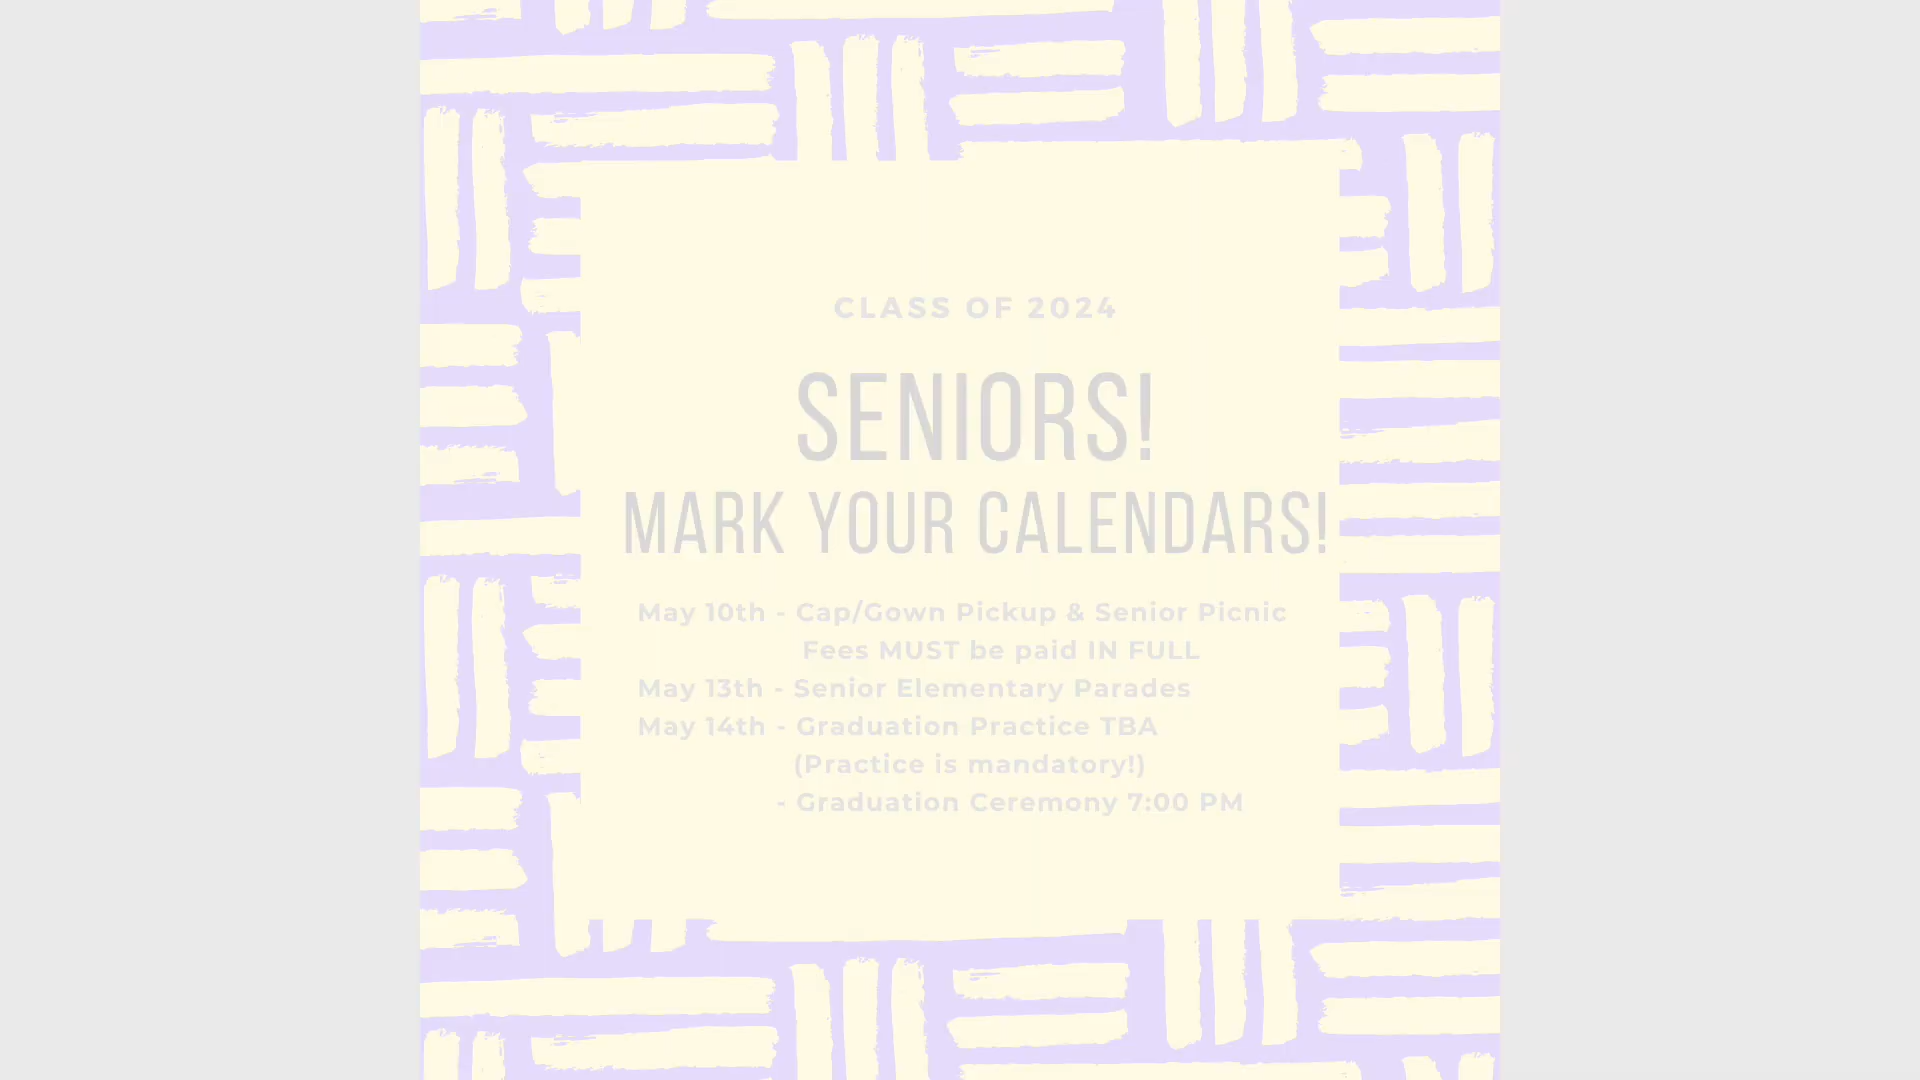 CLASS OF 2024
SENIORS!
MARK YOUR CALENDARS!
May 10th - Cap/Gown Pickup & Senior Picnic
Fees MUST be paid IN FULL
May 13th - Senior Elementary Parades
May 14th - Graduation Practice TBA
(Practice is mandatory!)
- Graduation Ceremony 7:00 PM